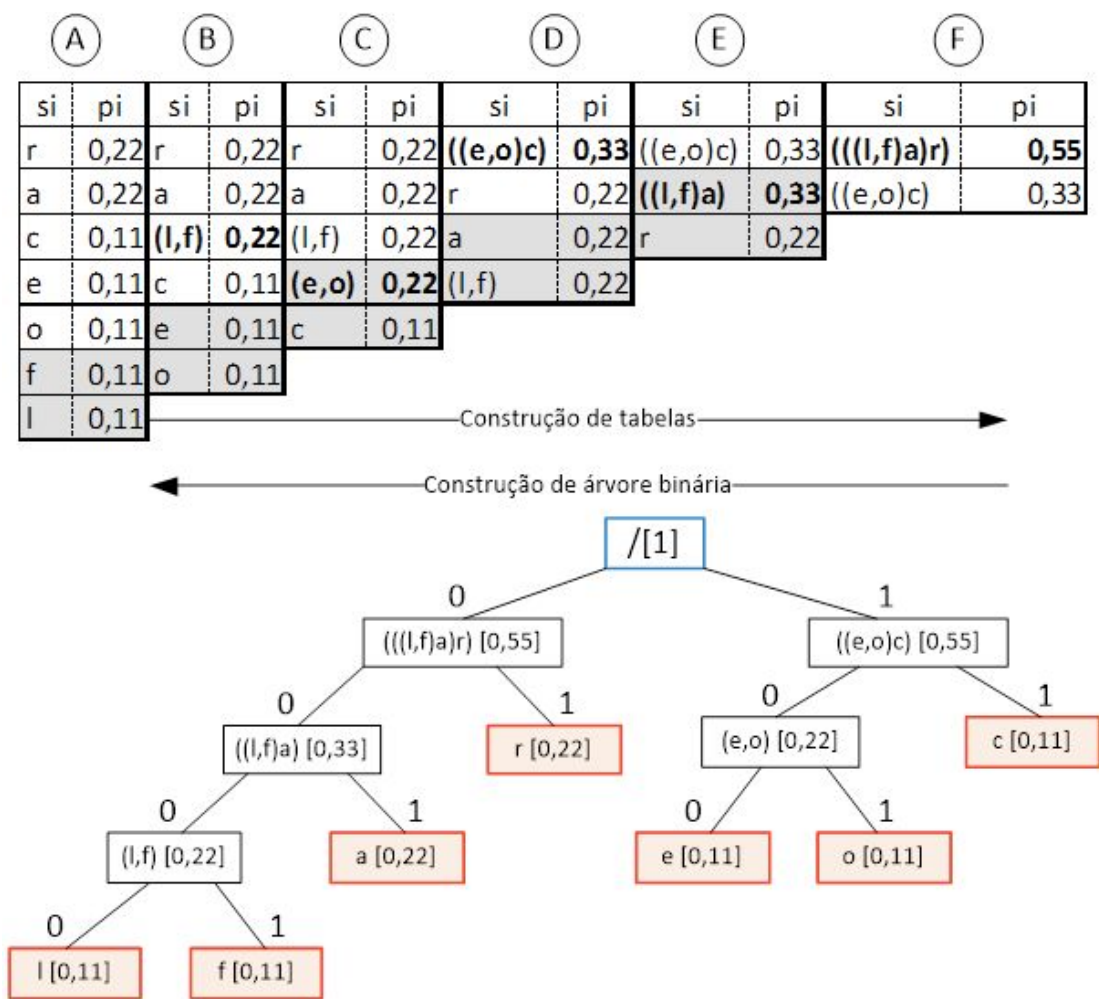 A B C D E F
si pi si pi si pi si pi si pi si pi
r 0,22 r 0,22 r 0,22 ((e,o)c) 0,33 ((e,o)c) 0,33 (((l,f)a)r) 0,55
a 0,22 a 0,22 a 0,22 r 0,22 ((l,f)a) 0,33 ((e,o)c) 0,33
c 0,11 (l,f) 0,22 (l,f) 0,22 a 0,22 r 0,22
e 0,11 c 0,11 (e,o) 0,22 (l,f) 0,22
o 0,11 e 0,11 c 0,11
f 0,11 o 0,11
l 0,11
Construção de tabelas
Construção de árvore binária
/[1]
0 1
(((l,f)a)r) [0,55] ((e,o)c) [0,55]
0 1 0 1
((l,f)a) [0,33] r [0,22] (e,o) [0,22] c [0,11]
0 1 0 1
(l,f) [0,22] a [0,22] e [0,11] o [0,11]
0 1
l [0,11] f [0,11]